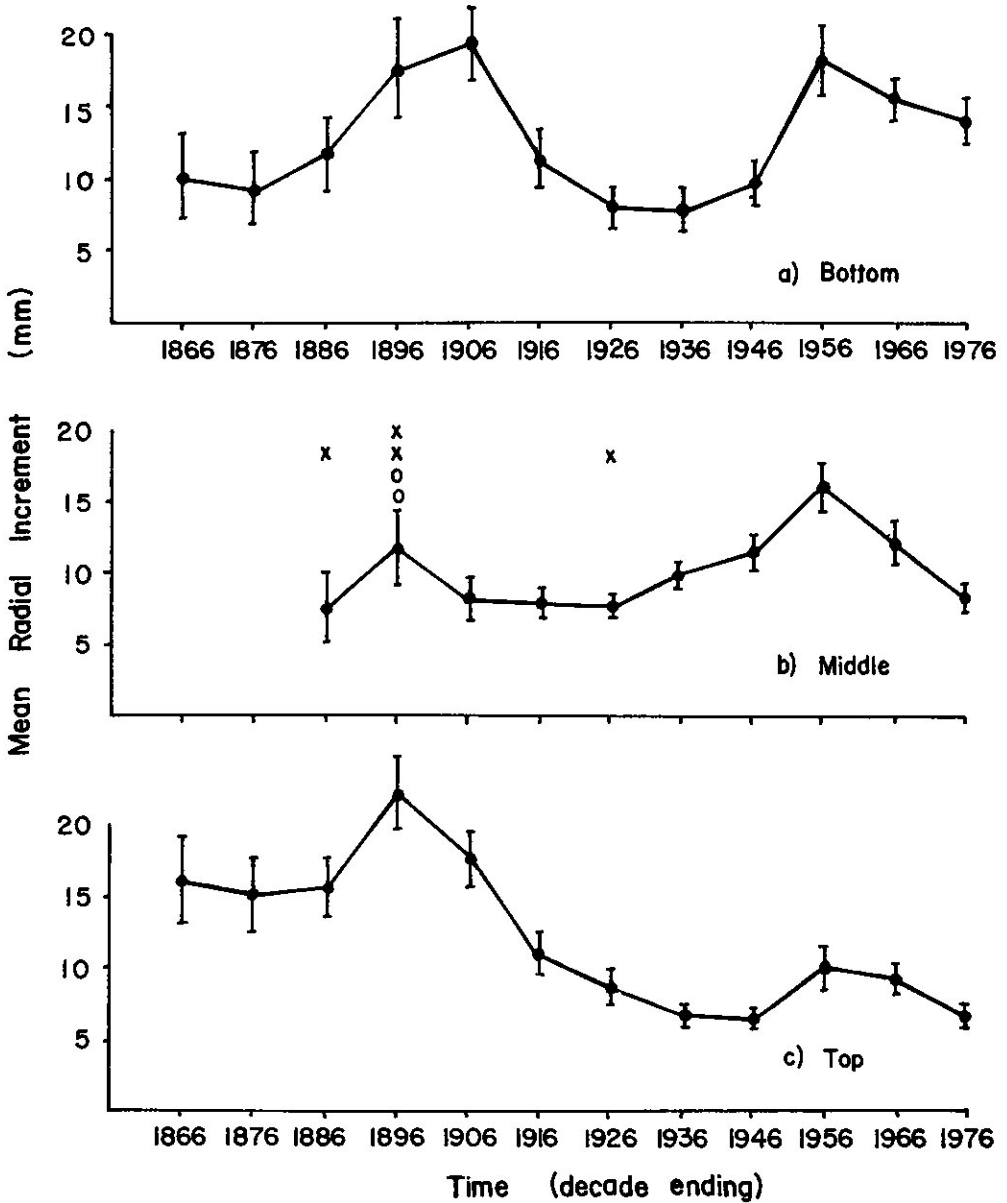 Mean Radial Increment (mm)
20
15
10
5
a) Bottom
1866 1876 1886 1896 1906 1916 1926 1936 1946 1956 1966 1976
20
15
10
5
x
x
x
o
o
x
b) Middle
20
15
10
5
c) Top
1866 1876 1886 1896 1906 1916 1926 1936 1946 1956 1966 1976
Time (decade ending)